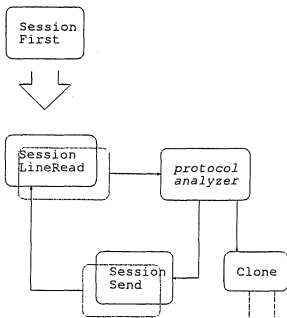 Session
First
Session
LineRead
protocol
analyzer
Session
Send
Clone